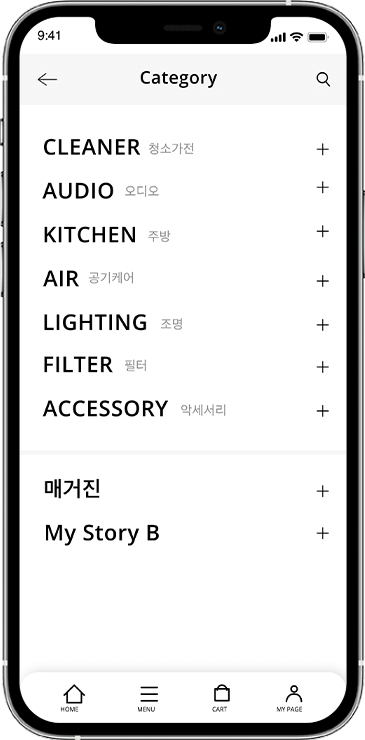 9:41
Category
CLEANER 청소가전
AUDIO 오디오
KITCHEN 주방
AIR 공기케어
LIGHTING 조명
FILTER 필터
ACCESSORY 악세서리
매거진
My Story B
HOME MENU CART MY PAGE